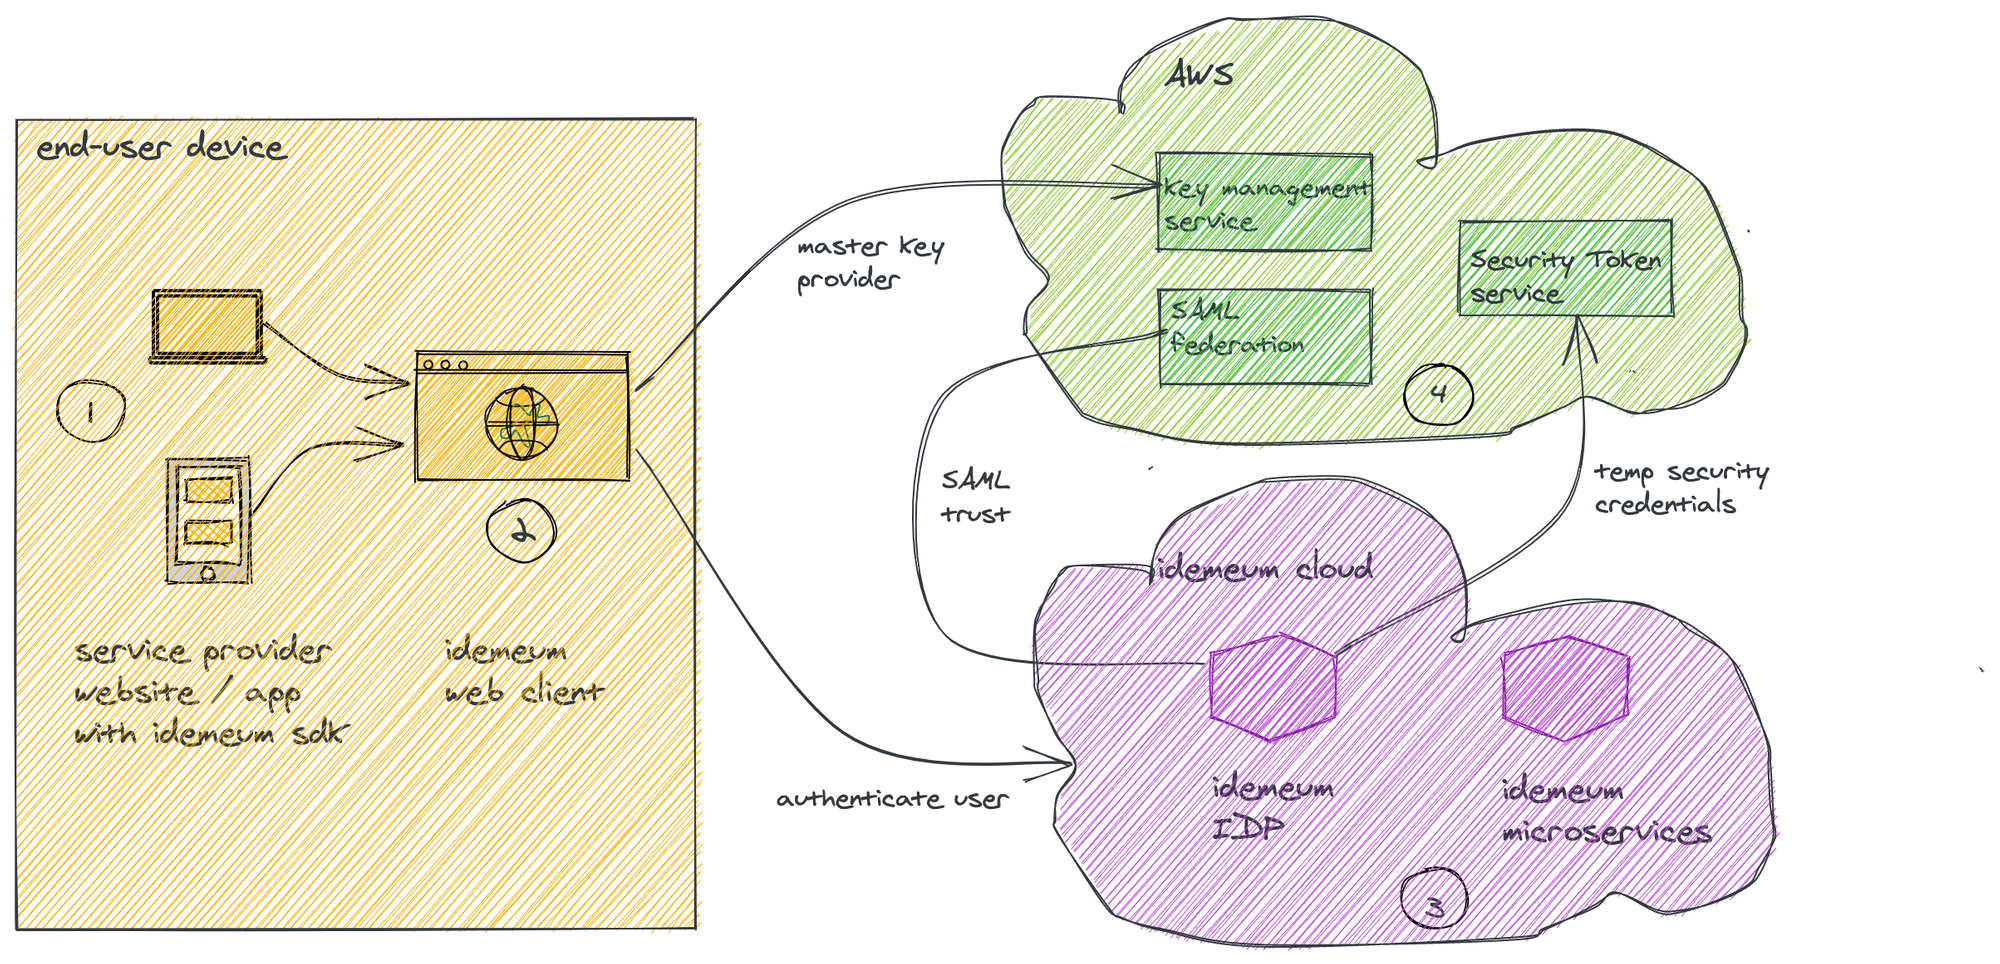 end-user device
1
2
service provider
website / app
with idemeum sdk
idemeum
web client
master key
provider
SAML
trust
authenticate user
AWS
key management
service
SAML
federation
Security Token
service
4
temp security
credentials
idemeum cloud
idemeum
IDP
idemeum
microservices
3